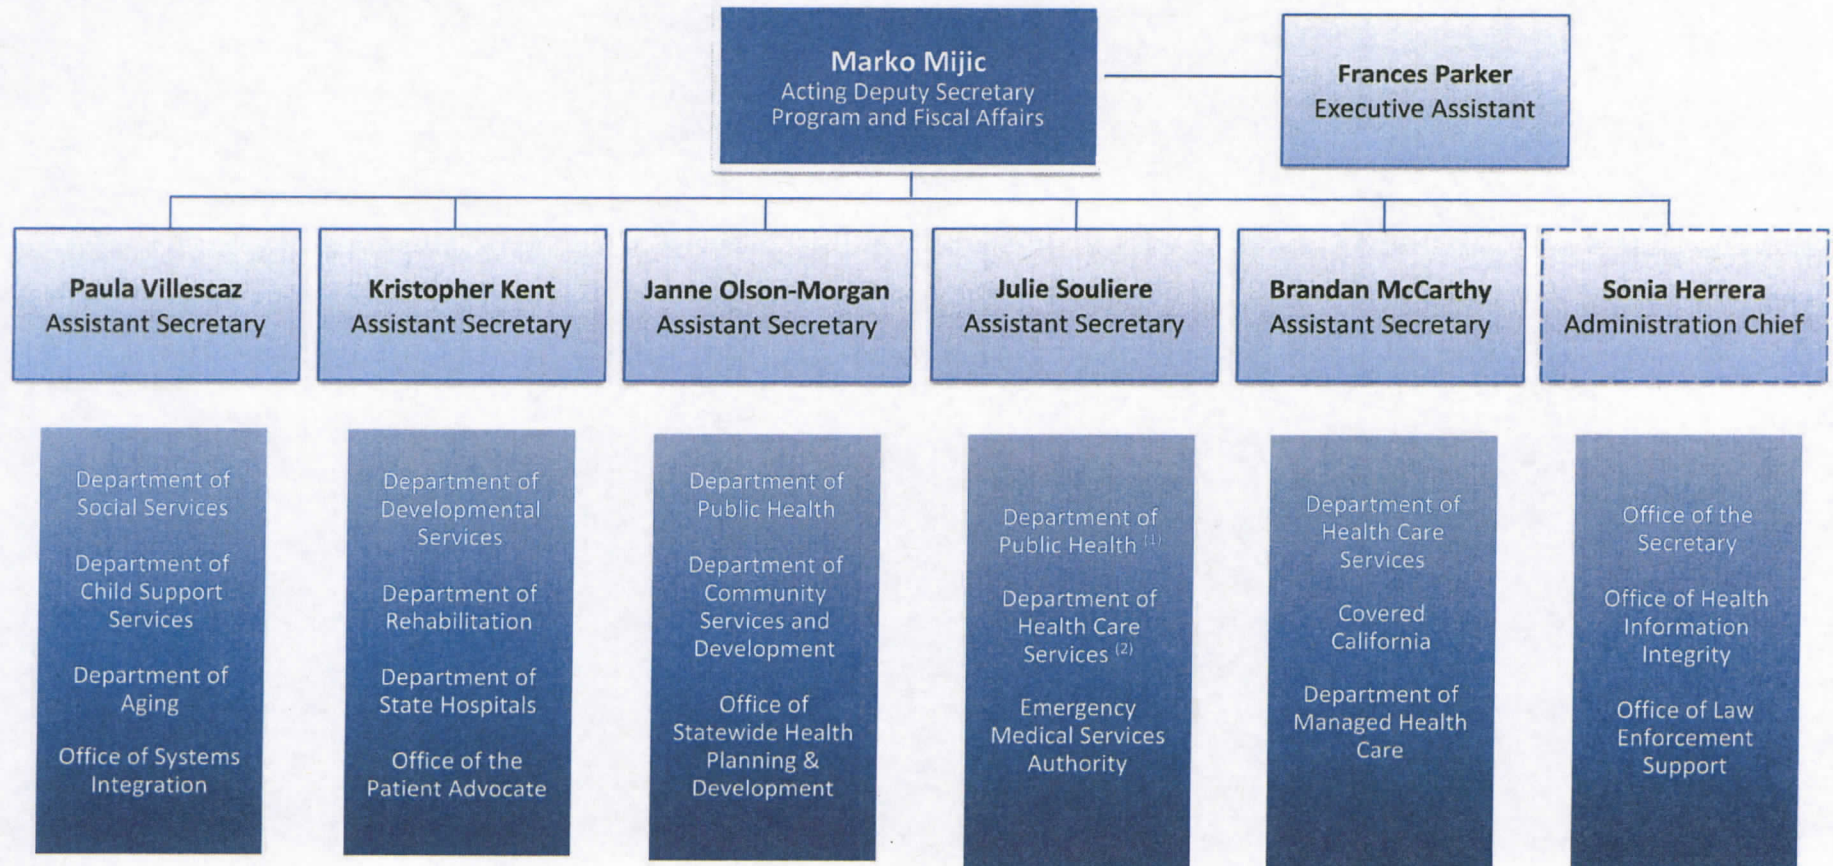 Marko Mijic
Acting Deputy Secretary
Program and Fiscal Affairs
Frances Parker
Executive Assistant
Paula Villescaz
Assistant Secretary
Kristopher Kent
Assistant Secretary
Janne Olson-Morgan
Assistant Secretary
Julie Souliere
Assistant Secretary
Brandan McCarthy
Assistant Secretary
Sonia Herrera
Administration Chief
Department of
Social Services
Department of
Child Support
Services
Department of
Aging
Office of Systems
Integration
Department of
Developmental
Services
Department of
Rehabilitation
Department of
State Hospitals
Office of the
Patient Advocate
Department of
Public Health
Department of
Community
Services and
Development
Office of
Statewide Health
Planning &
Development
Department of
Public Health (1)
Department of
Health Care
Services (2)
Emergency
Medical Services
Authority
Department of
Health Care
Services
Covered
California
Department of
Managed Health
Care
Office of the
Secretary
Office of Health
Information
Integrity
Office of Law
Enforcement
Support